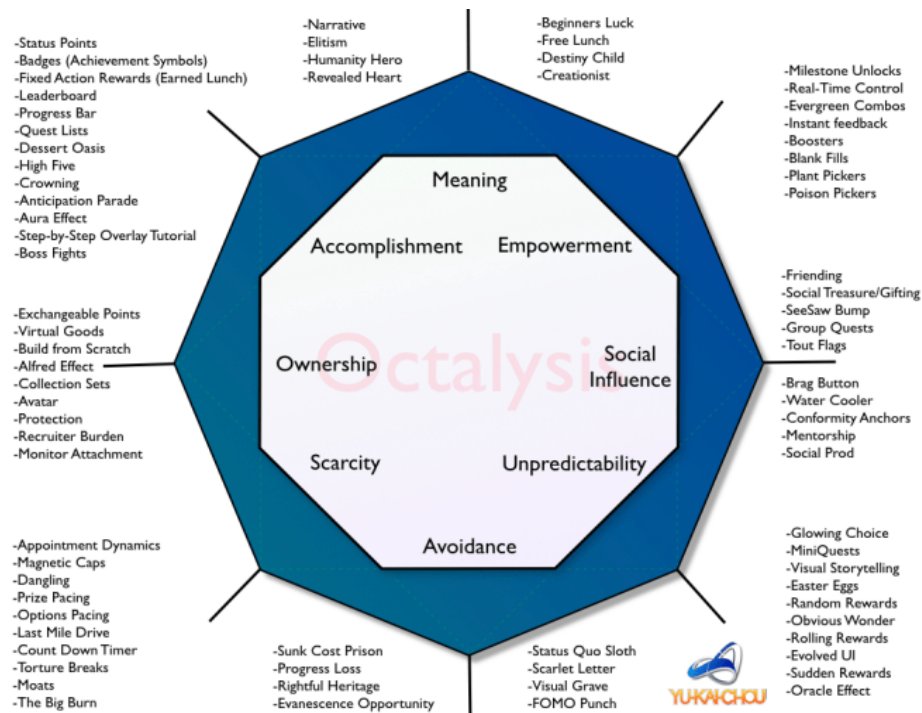 -Narrative
-Elitism
-Humanity Hero
-Revealed Heart
-Beginners Luck
-Free Lunch
-Destiny Child
-Creationist
-Status Points
-Badges (Achievement Symbols)
-Fixed Action Rewards (Earned Lunch)
-Leaderboard
-Progress Bar
-Quest Lists
-Dessert Oasis
-High Five
-Crowning
-Anticipation Parade
-Aura Effect
-Step-by-Step Overlay Tutorial
-Boss Fights
-Milestone Unlocks
-Real-Time Control
-Evergreen Combos
-Instant feedback
-Boosters
-Blank Fills
-Plant Pickers
-Poison Pickers
Meaning
Accomplishment
Empowerment
Ownership
Octalysis
Social
Influence
Scarcity
Unpredictability
Avoidance
-Exchangeable Points
-Virtual Goods
-Build from Scratch
-Alfred Effect
-Collection Sets
-Avatar
-Protection
-Recruiter Burden
-Monitor Attachment
-Friending
-Social Treasure/Gifting
-SeeSaw Bump
-Group Quests
-Tout Flags
-Brag Button
-Water Cooler
-Conformity Anchors
-Mentorship
-Social Prod
-Appointment Dynamics
-Magnetic Caps
-Dangling
-Prize Pacing
-Options Pacing
-Last Mile Drive
-Count Down Timer
-Torture Breaks
-Moats
-The Big Burn
-Sunk Cost Prison
-Progress Loss
-Rightful Heritage
-Evanescence Opportunity
-Status Quo Sloth
-Scarlet Letter
-Visual Grave
-FOMO Punch
YU-KAI-CHOU
-Glowing Choice
-MiniQuests
-Visual Storytelling
-Easter Eggs
-Random Rewards
-Obvious Wonder
-Rolling Rewards
-Evolved UI
-Sudden Rewards
-Oracle Effect